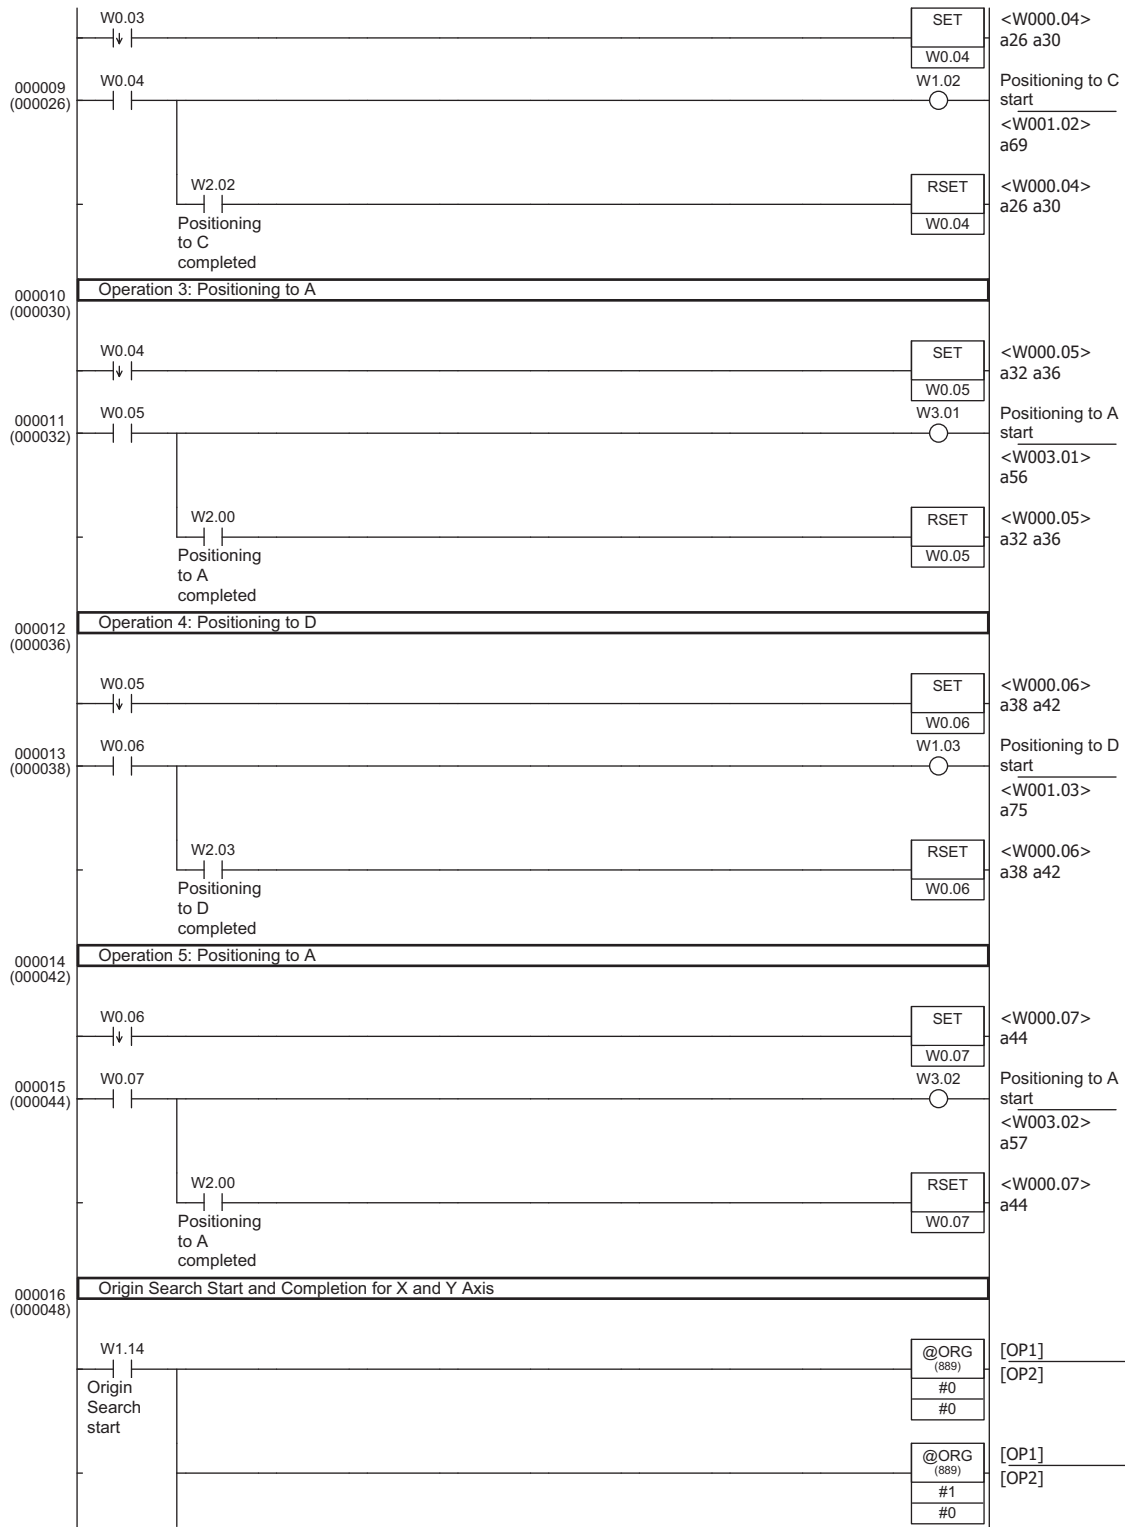 W0.03
SET
<W000.04>
a26 a30
W0.04
000009
(000026)
W0.04
W1.02
Positioning to C
start
<W001.02>
a69
W2.02
RSET
<W000.04>
a26 a30
W0.04
Positioning
to C
completed
000010
(000030)
Operation 3: Positioning to A
W0.04
SET
<W000.05>
a32 a36
W0.05
000011
(000032)
W0.05
W3.01
Positioning to A
start
<W003.01>
a56
W2.00
RSET
<W000.05>
a32 a36
W0.05
Positioning
to A
completed
000012
(000036)
Operation 4: Positioning to D
W0.05
SET
<W000.06>
a38 a42
W0.06
000013
(000038)
W0.06
W1.03
Positioning to D
start
<W001.03>
a75
W2.03
RSET
<W000.06>
a38 a42
W0.06
Positioning
to D
completed
000014
(000042)
Operation 5: Positioning to A
W0.06
SET
<W000.07>
a44
W0.07
000015
(000044)
W0.07
W3.02
Positioning to A
start
<W003.02>
a57
W2.00
RSET
<W000.07>
a44
W0.07
Positioning
to A
completed
000016
(000048)
Origin Search Start and Completion for X and Y Axis
W1.14
Origin
Search
start
@ORG
(889)
#0
#0
[OP1]
[OP2]
@ORG
(889)
#1
#0
[OP1]
[OP2]